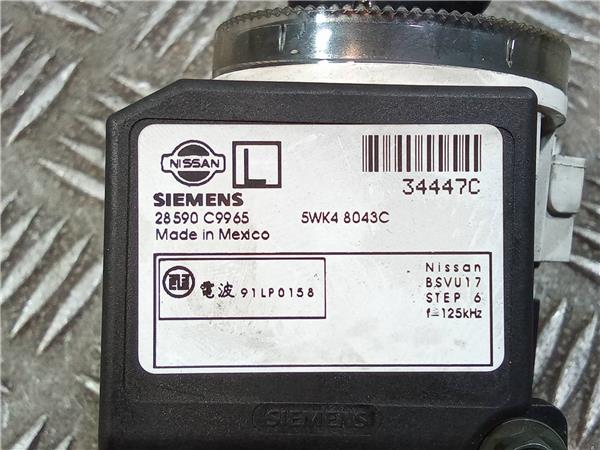 NISSAN
L
34447C
SIEMENS
28590 C9965 5WK4 8043C
Made in Mexico
電波 91LP0158
Nissan
BSVU17
STEP 6
f=125kHz
SIEMENS